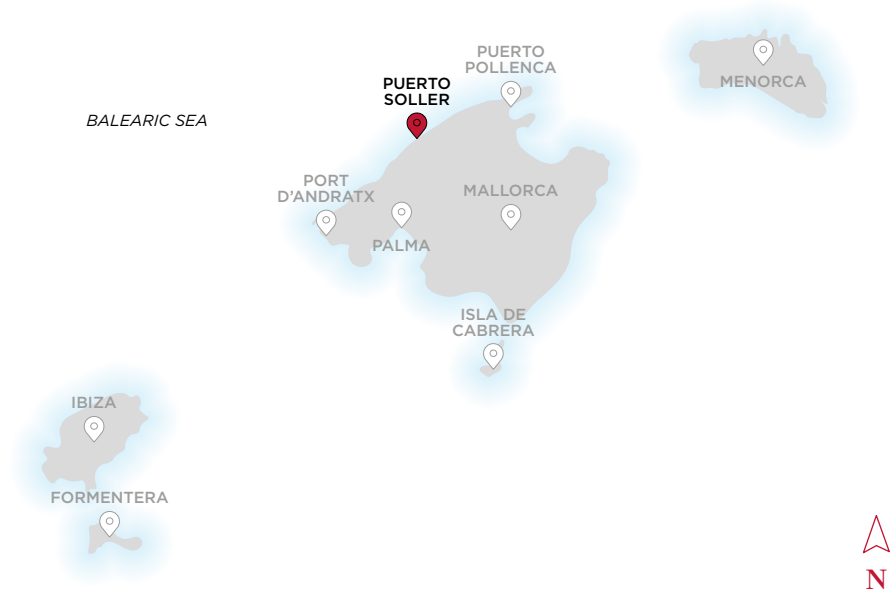 PUERTO
POLLENCA
MENORCA
PUERTO
SOLLER
BALEARIC SEA
PORT
D'ANDRATX
MALLORCA
PALMA
ISLA DE
CABRERA
IBIZA
FORMENTERA
N